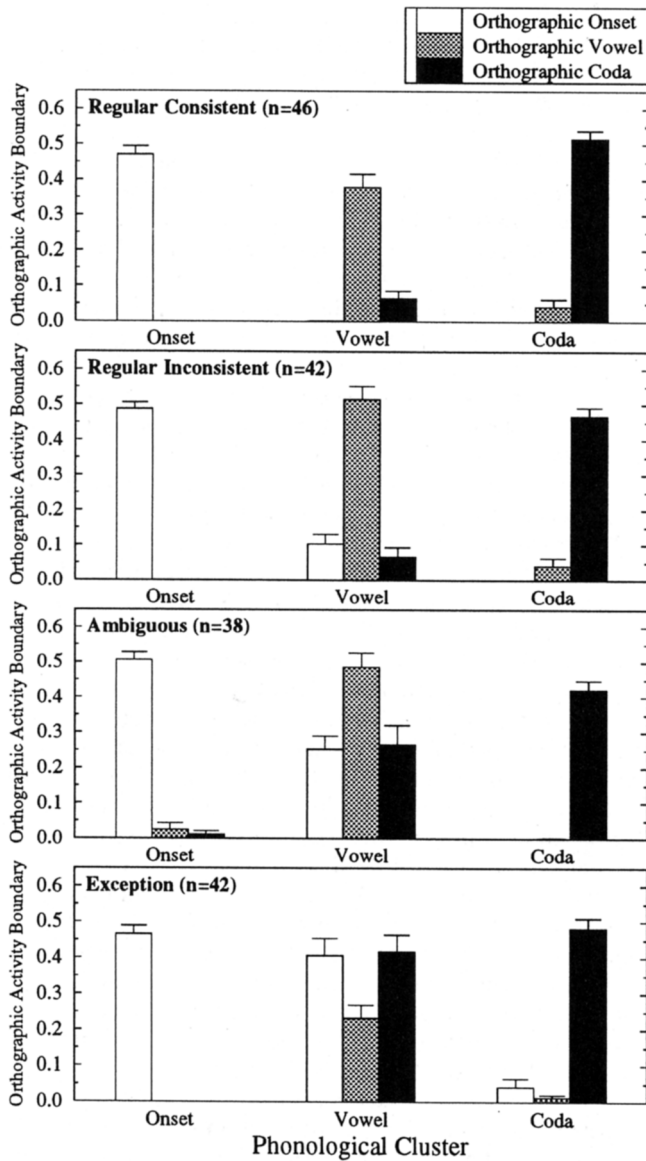 Orthographic Onset
Orthographic Vowel
Orthographic Coda
Regular Consistent (n=46)
Orthographic Activity Boundary
0.6
0.5
0.4
0.3
0.2
0.1
0.0
Onset Vowel Coda
Regular Inconsistent (n=42)
Orthographic Activity Boundary
0.6
0.5
0.4
0.3
0.2
0.1
0.0
Onset Vowel Coda
Ambiguous (n=38)
Orthographic Activity Boundary
0.6
0.5
0.4
0.3
0.2
0.1
0.0
Onset Vowel Coda
Exception (n=42)
Orthographic Activity Boundary
0.6
0.5
0.4
0.3
0.2
0.1
0.0
Onset Vowel Coda
Phonological Cluster